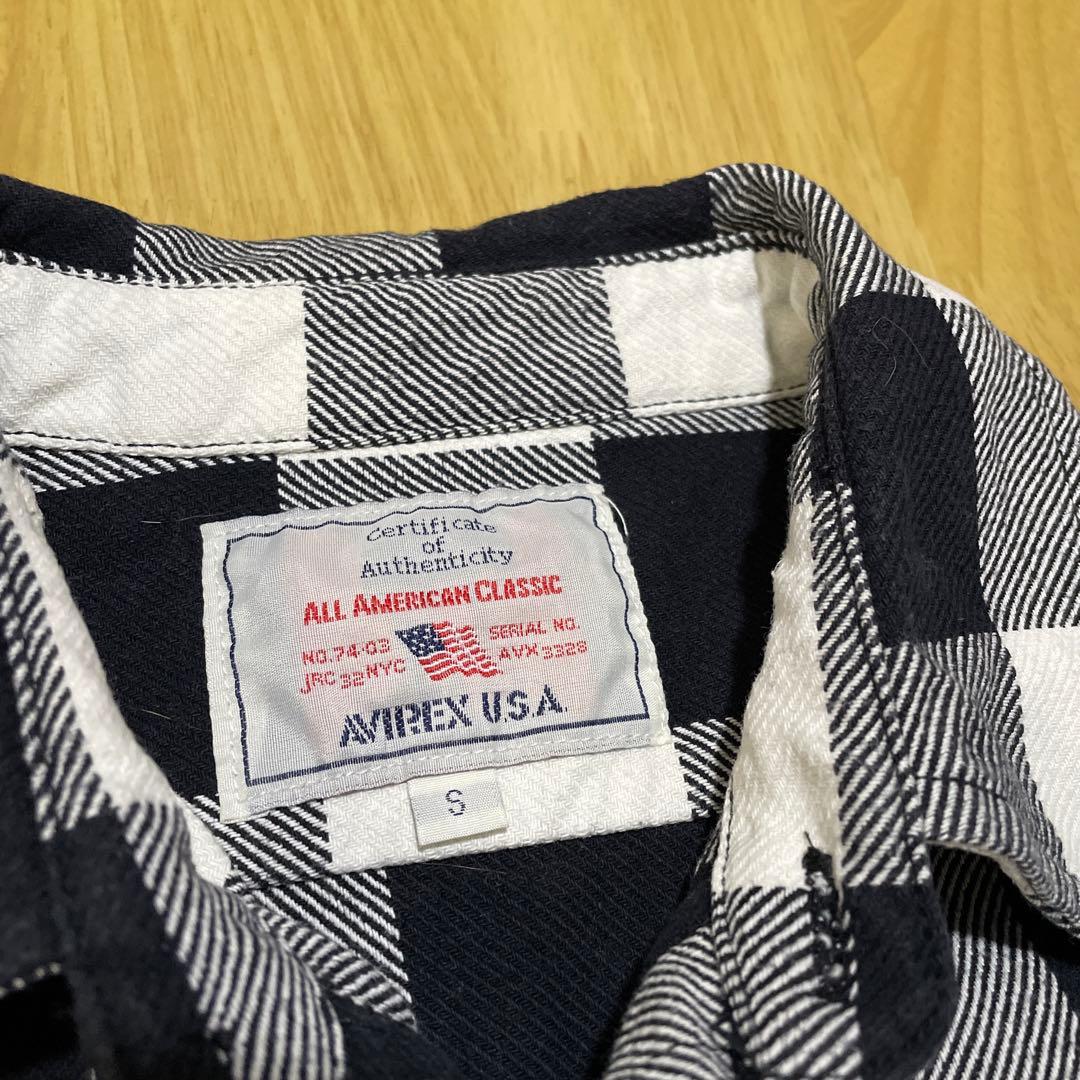 Certificate
of
Authenticity
ALL AMERICAN CLASSIC
NO.74-03 SERIAL NO.
JRC 32 NYC AVX 3328
AVIREX U.S.A.
S